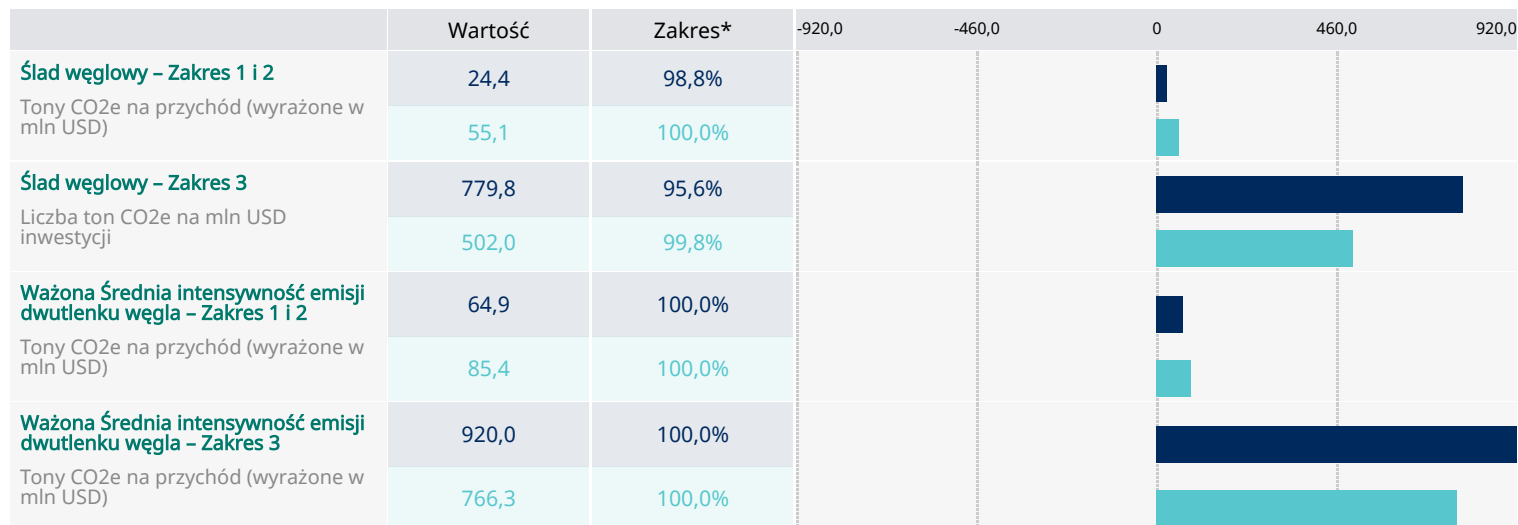 Wartość Zakres* -920,0 -460,0 0 460,0 920,0
Ślad węglowy – Zakres 1 i 2
Tony CO2e na przychód (wyrażone w
mln USD)
24,4 98,8%
55,1 100,0%
Ślad węglowy – Zakres 3
Liczba ton CO2e na mln USD
inwestycji
779,8 95,6%
502,0 99,8%
Ważona Średnia intensywność emisji
dwutlenku węgla – Zakres 1 i 2
Tony CO2e na przychód (wyrażone w
mln USD)
64,9 100,0%
85,4 100,0%
Ważona Średnia intensywność emisji
dwutlenku węgla – Zakres 3
Tony CO2e na przychód (wyrażone w
mln USD)
920,0 100,0%
766,3 100,0%